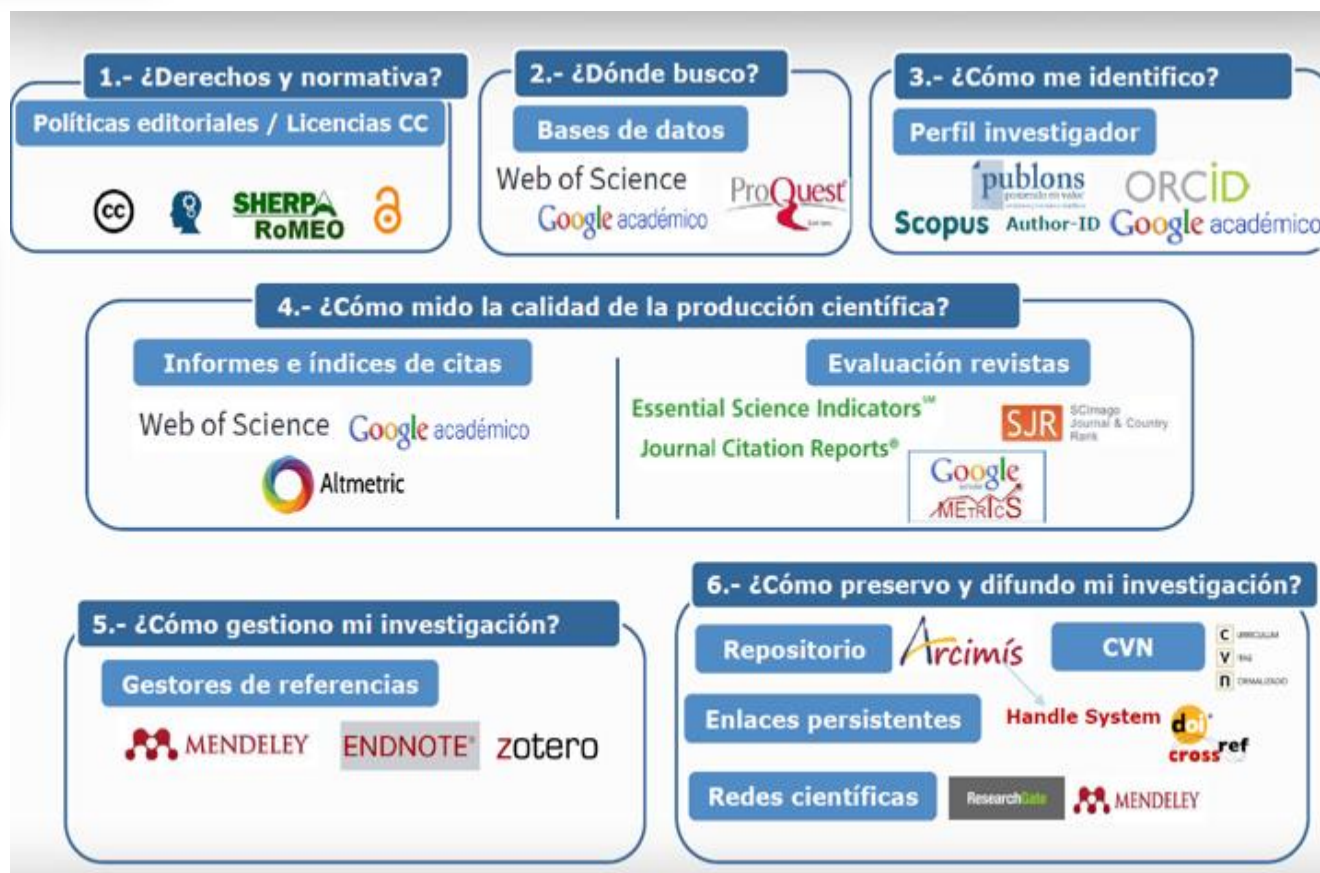 1.- ¿Derechos y normativa?
Políticas editoriales / Licencias CC
cc
SHERPA
RoMEO
2.- ¿Dónde busco?
Bases de datos
Web of Science
Google académico
ProQuest
3.- ¿Cómo me identifico?
Perfil investigador
publons
ORCID
Scopus Author-ID
Google académico
4.- ¿Cómo mido la calidad de la producción científica?
Informes e índices de citas
Web of Science
Google académico
Altmetric
Evaluación revistas
Essential Science Indicators℠
Journal Citation Reports®
SJR
SCImago
Journal & Country
Rank
Google
METRICS
5.- ¿Cómo gestiono mi investigación?
Gestores de referencias
MENDELEY
ENDNOTE®
zotero
6.- ¿Cómo preservo y difundo mi investigación?
Repositorio
Arcimís
CVN
C
V
n
Enlaces persistentes
Handle System
doi®
crossref
Redes científicas
ResearchGate
MENDELEY